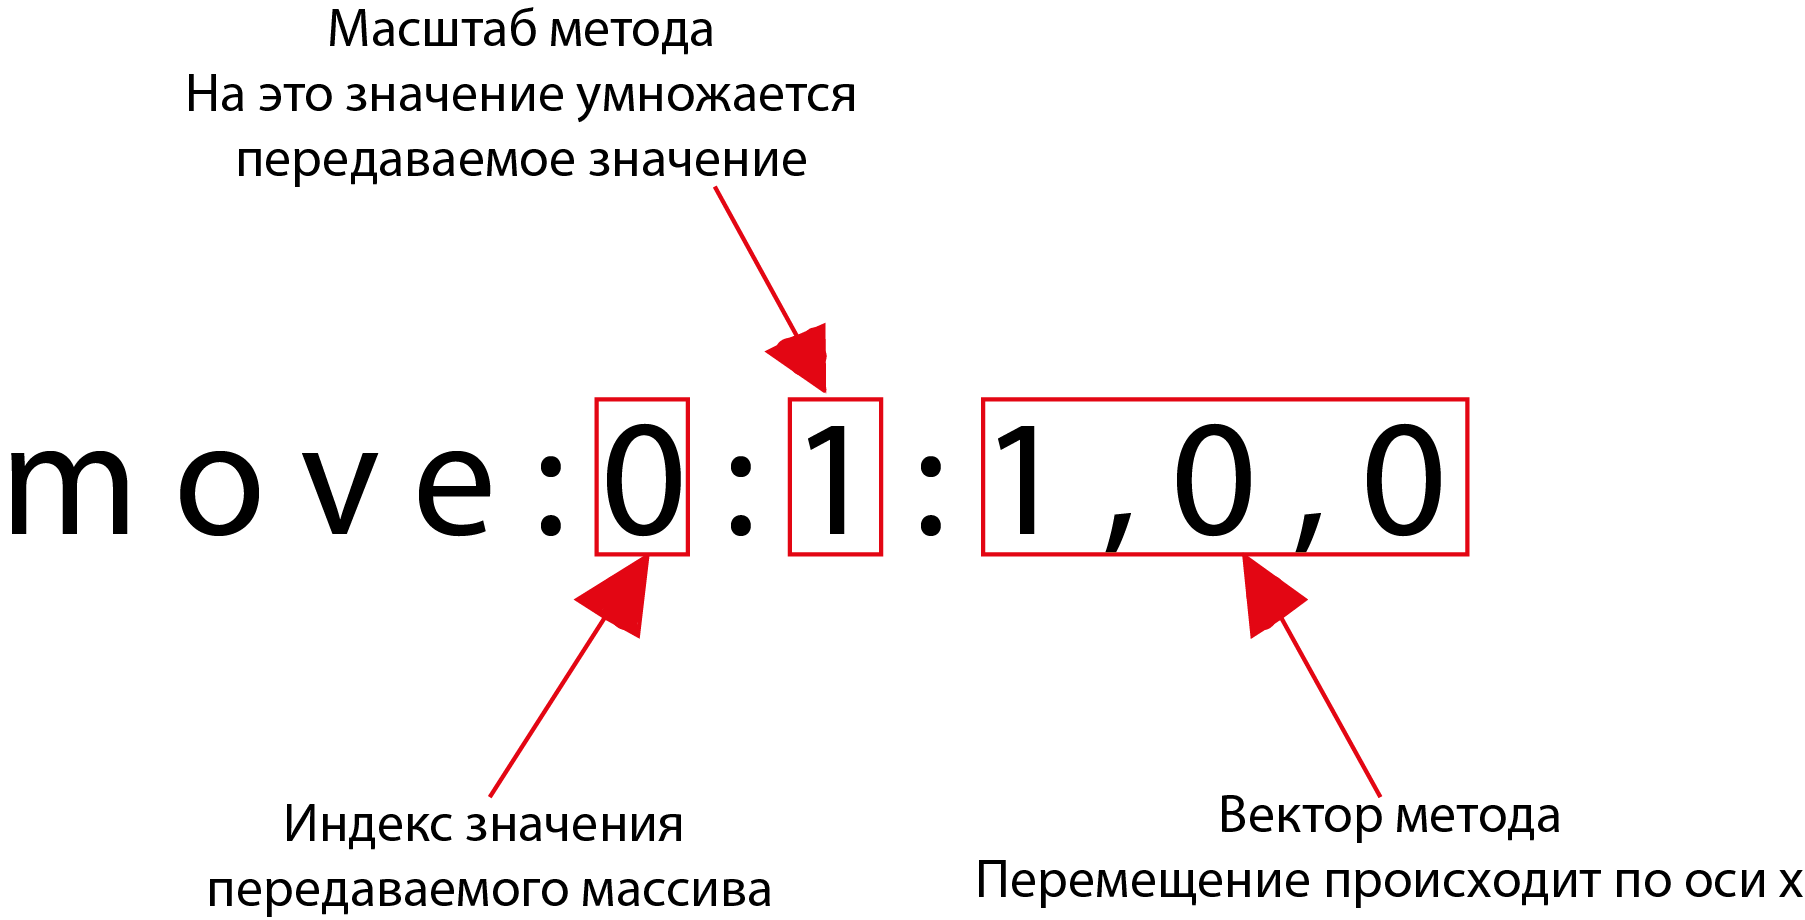 Масштаб метода
На это значение умножается
передаваемое значение
move:0:1:1,0,0
Индекс значения
передаваемого массива
Вектор метода
Перемещение происходит по оси x